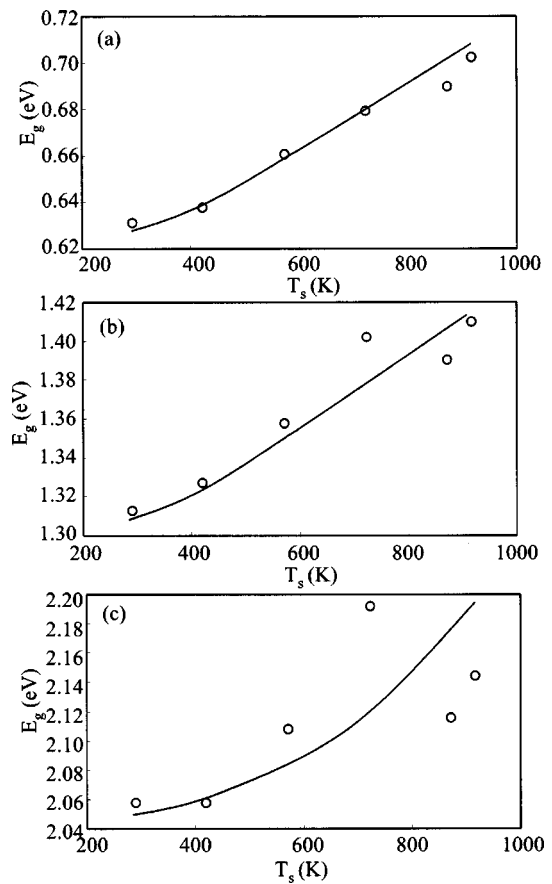 (a)
0.72
0.70
0.68
0.66
0.64
0.62
E_g (eV)
200 400 600 800 1000
T_s (K)
(b)
1.42
1.40
1.38
1.36
1.34
1.32
1.30
E_g (eV)
200 400 600 800 1000
T_s (K)
(c)
2.20
2.18
2.16
2.14
2.12
2.10
2.08
2.06
2.04
E_g (eV)
200 400 600 800 1000
T_s (K)